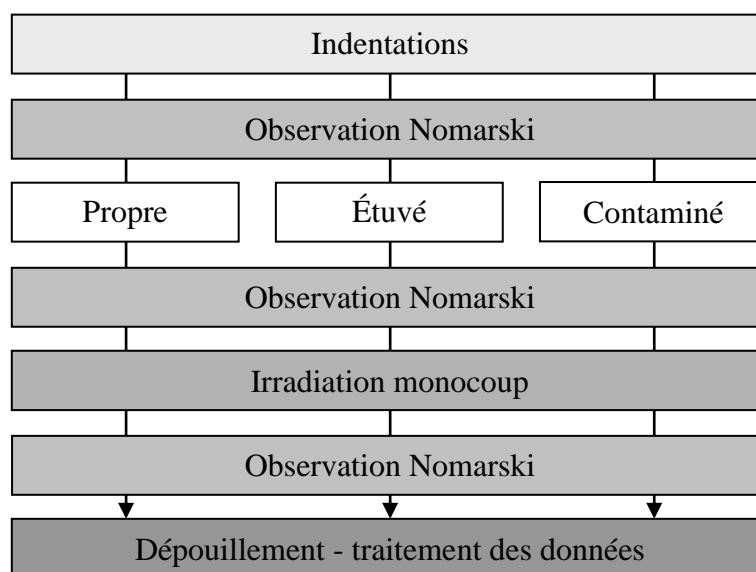 Indentations
Observation Nomarski
Propre
Étuvé
Contaminé
Observation Nomarski
Irradiation monocoup
Observation Nomarski
Dépouillement - traitement des données